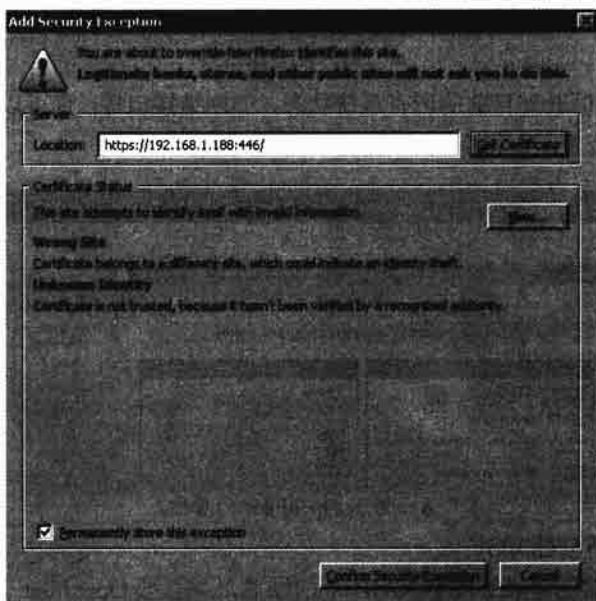 Add Security Exception
You are about to override how Firefox identifies this site.
Legitimate banks, stores, and other public sites will not ask you to do this.
Server
Location: https://192.168.1.188:446/ Get Certificate
Certificate Status
This site attempts to identify itself with invalid information. View...
Wrong Site
Certificate belongs to a different site, which could indicate an identity theft.
Unknown Identity
Certificate is not trusted, because it hasn't been verified by a recognized authority.
Permanently store this exception
Confirm Security Exception Cancel